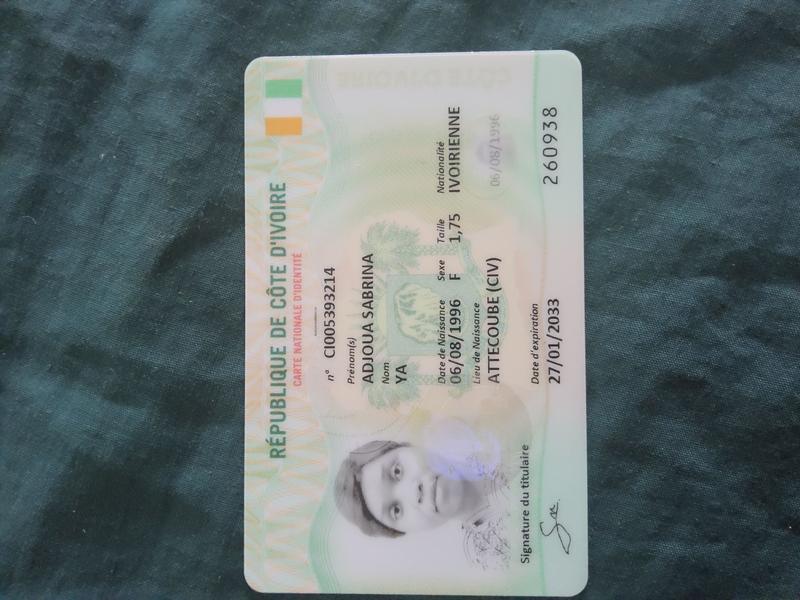 RÉPUBLIQUE DE CÔTE D'IVOIRE
CARTE NATIONALE D'IDENTITÉ
n° CI005393214
Prénom(s)
ADJOUA SABRINA
Nom
YA
Date de Naissance Sexe Taille Nationalité
06/08/1996 F 1,75 IVOIRIENNE
Lieu de Naissance
ATTECOUBE (CIV)
06/08/1996
Signature du titulaire
Date d'expiration
27/01/2033
260938